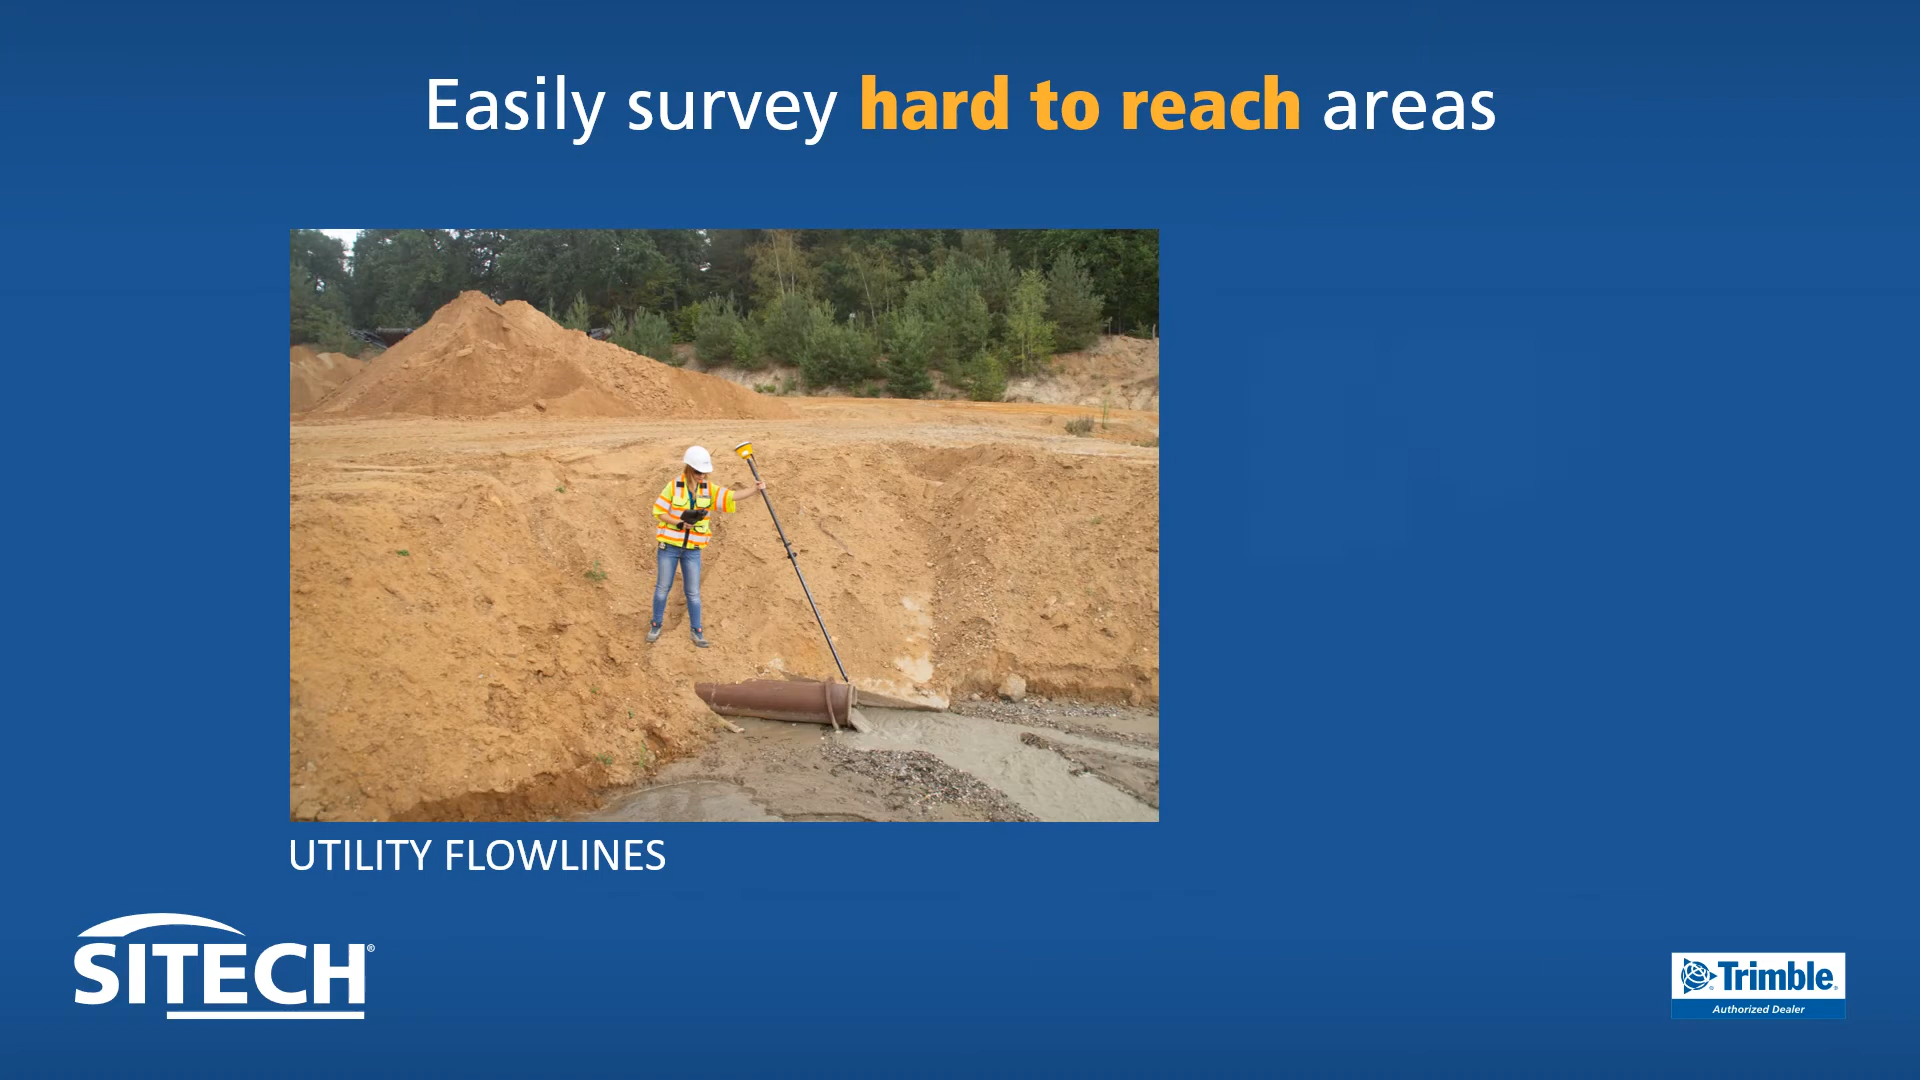 Easily survey hard to reach areas
UTILITY FLOWLINES
SITECH®
Trimble®
Authorized Dealer